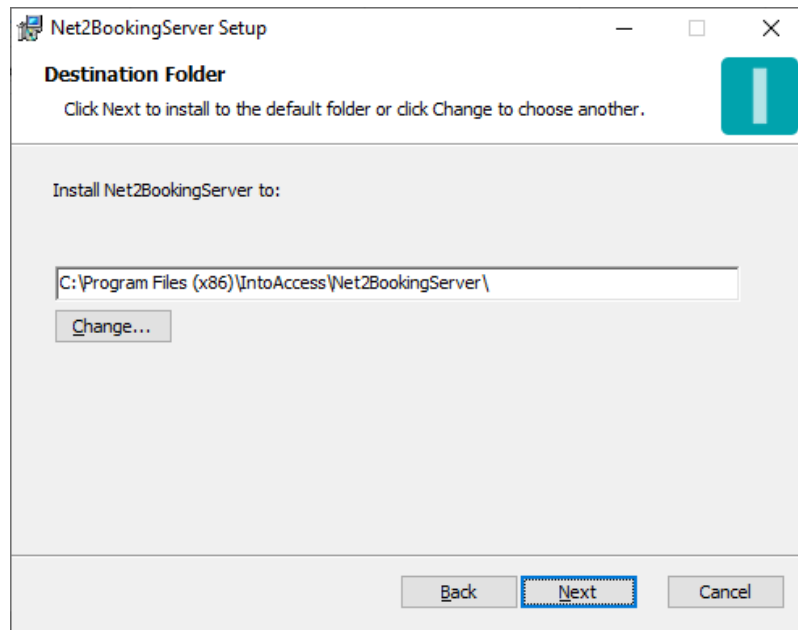 Net2BookingServer Setup
Destination Folder
Click Next to install to the default folder or click Change to choose another.
Install Net2BookingServer to:
C:\Program Files (x86)\IntoAccess\Net2BookingServer\
Change...
Back Next Cancel